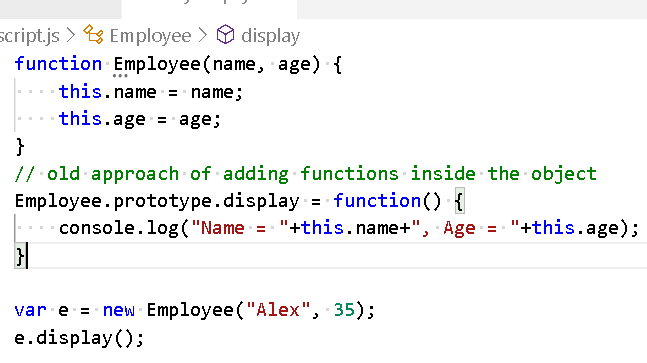 script.js > Employee > display
function Employee(name, age) {
    this.name = name;
    this.age = age;
}
// old approach of adding functions inside the object
Employee.prototype.display = function() {
    console.log("Name = "+this.name+", Age = "+this.age);
}

var e = new Employee("Alex", 35);
e.display();